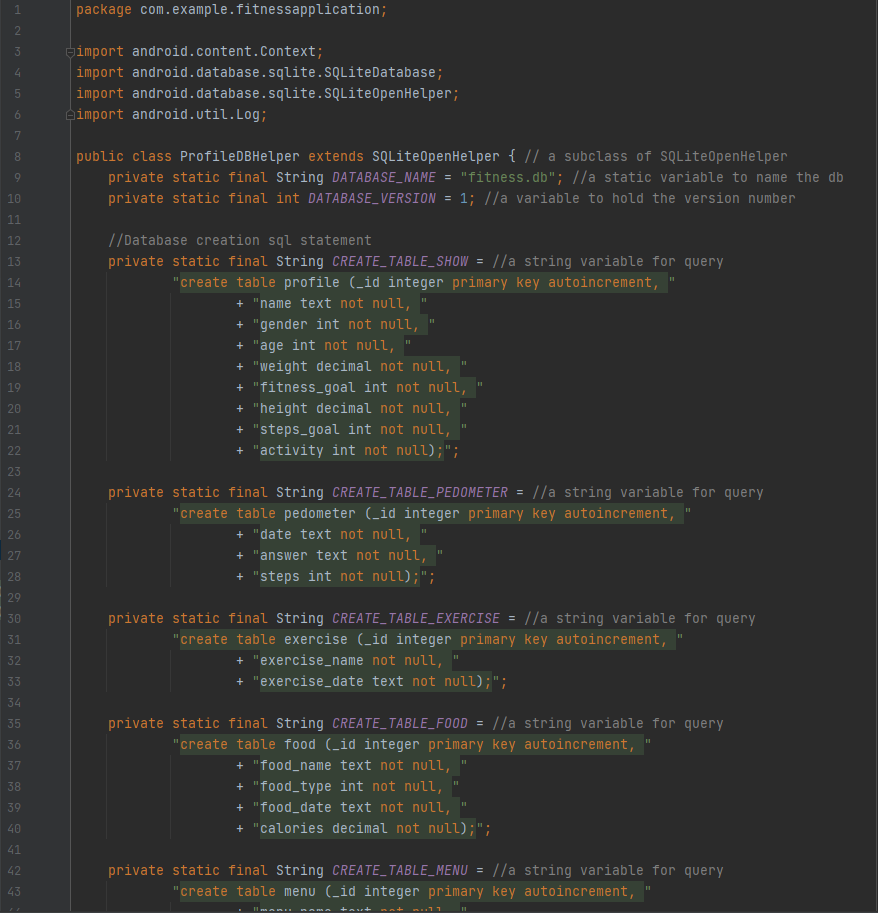 1 package com.example.fitnessapplication;
2
3 import android.content.Context;
4 import android.database.sqlite.SQLiteDatabase;
5 import android.database.sqlite.SQLiteOpenHelper;
6 import android.util.Log;
7
8 public class ProfileDBHelper extends SQLiteOpenHelper { // a subclass of SQLiteOpenHelper
9 private static final String DATABASE_NAME = "fitness.db"; //a static variable to name the db
10 private static final int DATABASE_VERSION = 1; //a variable to hold the version number
11
12 //Database creation sql statement
13 private static final String CREATE_TABLE_SHOW = //a string variable for query
14 "create table profile (_id integer primary key autoincrement, "
15 + "name text not null, "
16 + "gender int not null, "
17 + "age int not null, "
18 + "weight decimal not null, "
19 + "fitness_goal int not null, "
20 + "height decimal not null, "
21 + "steps_goal int not null, "
22 + "activity int not null);";
23
24 private static final String CREATE_TABLE_PEDOMETER = //a string variable for query
25 "create table pedometer (_id integer primary key autoincrement, "
26 + "date text not null, "
27 + "answer text not null, "
28 + "steps int not null);";
29
30 private static final String CREATE_TABLE_EXERCISE = //a string variable for query
31 "create table exercise (_id integer primary key autoincrement, "
32 + "exercise_name not null, "
33 + "exercise_date text not null);";
34
35 private static final String CREATE_TABLE_FOOD = //a string variable for query
36 "create table food (_id integer primary key autoincrement, "
37 + "food_name text not null, "
38 + "food_type int not null, "
39 + "food_date text not null, "
40 + "calories decimal not null);";
41
42 private static final String CREATE_TABLE_MENU = //a string variable for query
43 "create table menu (_id integer primary key autoincrement, "
44 + "menu_name text not null, "